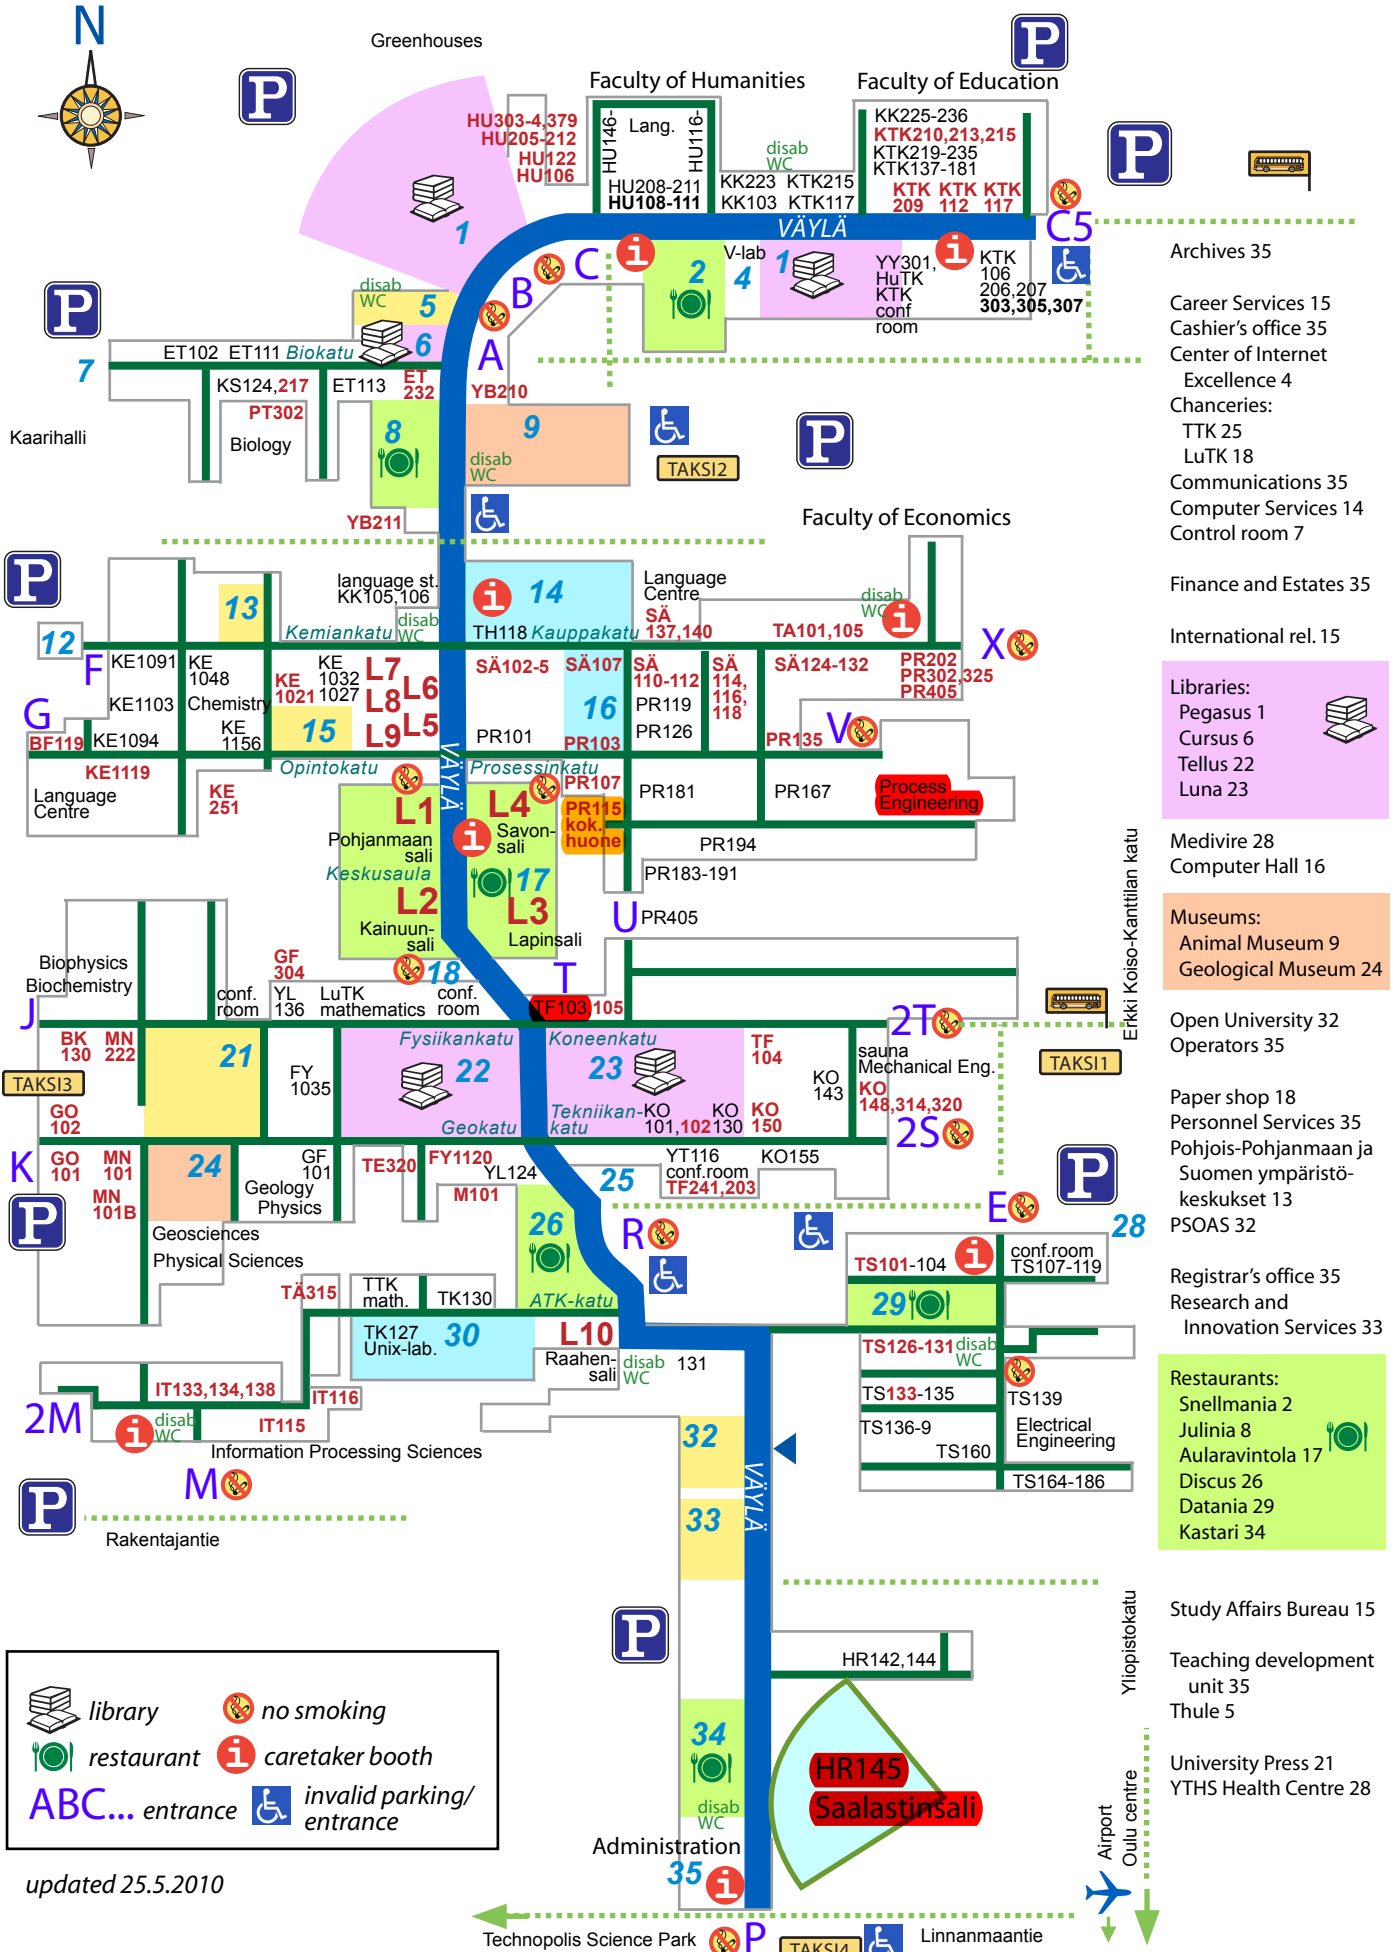 N
P
Greenhouses
P
Faculty of Humanities
Faculty of Education
HU303-4,379
HU205-212
HU122
HU106
HU146-
Lang.
HU116-
HU208-211
HU108-111
disab
WC
KK223 KTK215
KK103 KTK117
KK225-236
KTK210,213,215
KTK219-235
KTK137-181
KTK KTK KTK
209 112 117
P
1
VÄYLÄ
C5
C
B
A
i
2
V-lab
4
1
YY301,
HuTK
KTK
conf
room
i
KTK
106
206,207
303,305,307
P
disab
WC
5
6
7
ET102 ET111 Biokatu
KS124,217
ET113
ET
232
YB210
PT302
Biology
Kaarihalli
8
9
disab
WC
TAKSI2
P
YB211
Faculty of Economics
P
language st.
KK105,106
13
12
Kemiankatu
disab
WC
i
14
TH118 Kauppakatu
Language
Centre
SÄ
137,140
TA101,105
disab
WC
i
X
F
G
KE1091
KE
1048
KE1103
Chemistry
KE
1021
KE
1032
1027
L7
L6
L8
L5
L9
KE
1156
15
BF119
KE1094
KE1119
Language
Centre
KE
251
Opintokatu
VÄYLÄ
SÄ102-5
SÄ107
SÄ
110-112
SÄ
114,
116,
118
SÄ124-132
PR202
PR302,325
PR405
PR119
PR126
16
PR101
PR103
PR135
V
Prosessinkatu
PR107
PR115
kok.
huone
PR181
PR167
Process
Engineering
PR194
PR183-191
U
PR405
L1
Pohjanmaan
sali
Keskusaula
L2
Kainuun-
sali
L4
i
Savon-
sali
17
L3
Lapinsali
18
T
TF103
105
Biophysics
Biochemistry
GF
304
conf.
room
YL
136
LuTK
mathematics
conf.
room
J
BK
130
MN
222
21
FY
1035
Fysiikankatu
22
Geokatu
Koneenkatu
23
Tekniikan-
katu
KO
101,102
KO
130
TF
104
KO
150
KO
143
2T
sauna
Mechanical Eng.
KO
148,314,320
2S
TAKSI3
GO
102
TAKSI1
Erkki Koiso-Kanttilan katu
K
GO
101
MN
101
MN
101B
24
GF
101
Geology
Physics
TE320
FY1120
YL124
M101
25
YT116
conf.room
TF241,203
KO155
P
P
Geosciences
Physical Sciences
26
ATK-katu
R
E
28
TÄ315
TTK
math.
TK130
TK127
Unix-lab.
30
L10
Raahen-
sali
disab
WC
131
TS101-104
i
conf.room
TS107-119
29
TS126-131
disab
WC
TS133-135
TS139
TS136-9
Electrical
Engineering
TS160
TS164-186
IT133,134,138
IT116
2M
i
disab
WC
IT115
Information Processing Sciences
M
P
Rakentajantie
32
33
VÄYLÄ
P
HR142,144
34
disab
WC
HR145
Saalastinsali
Administration
35
i
Yliopistokatu
Airport
Oulu centre
Technopolis Science Park
P
TAKSI4
Linnanmaantie
library
no smoking
restaurant
i
caretaker booth
ABC... entrance
invalid parking/
entrance
updated 25.5.2010
Archives 35
Career Services 15
Cashier's office 35
Center of Internet
Excellence 4
Chanceries:
TTK 25
LuTK 18
Communications 35
Computer Services 14
Control room 7
Finance and Estates 35
International rel. 15
Libraries:
Pegasus 1
Cursus 6
Tellus 22
Luna 23
Medivire 28
Computer Hall 16
Museums:
Animal Museum 9
Geological Museum 24
Open University 32
Operators 35
Paper shop 18
Personnel Services 35
Pohjois-Pohjanmaan ja
Suomen ympäristö-
keskukset 13
PSOAS 32
Registrar's office 35
Research and
Innovation Services 33
Restaurants:
Snellmania 2
Julinia 8
Aularavintola 17
Discus 26
Datania 29
Kastari 34
Study Affairs Bureau 15
Teaching development
unit 35
Thule 5
University Press 21
YTHS Health Centre 28